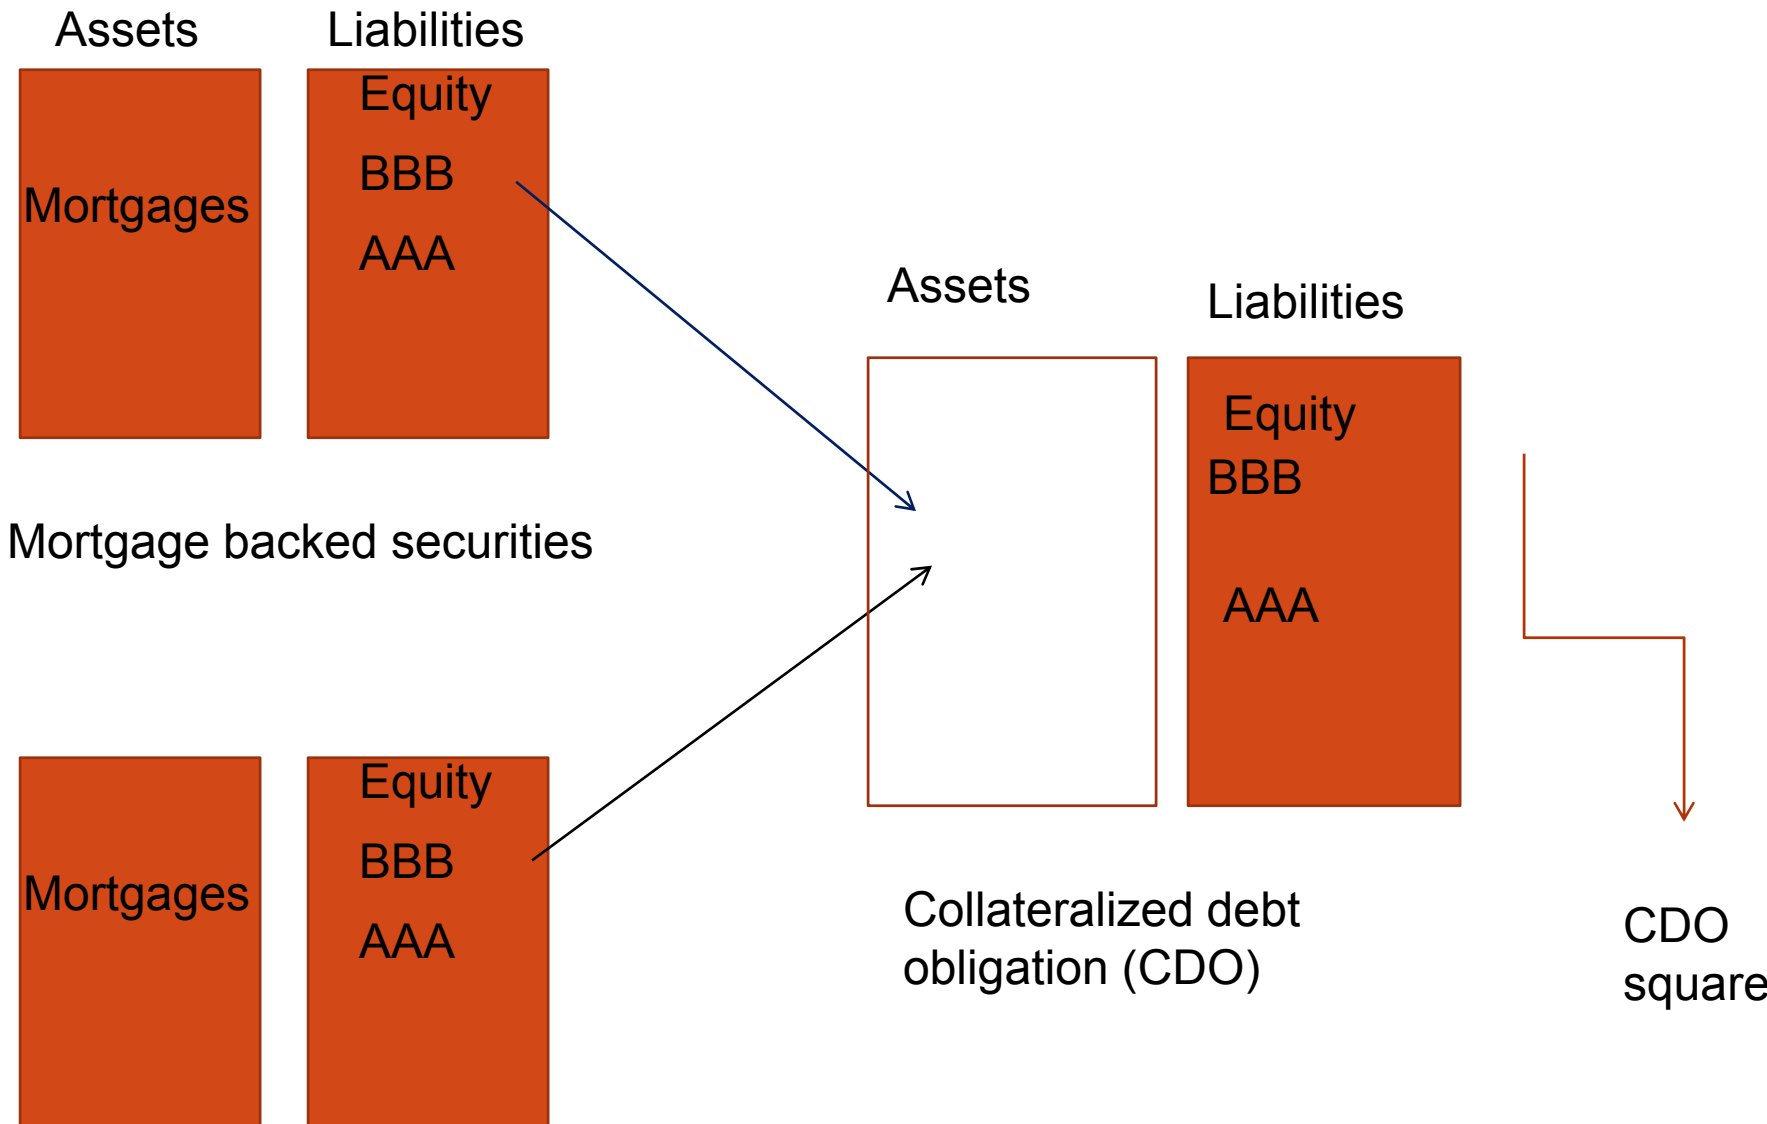 Assets
Liabilities
Mortgages
Equity
BBB
AAA
Mortgage backed securities
Mortgages
Equity
BBB
AAA
Assets
Liabilities
Equity
BBB
AAA
Collateralized debt
obligation (CDO)
CDO
square